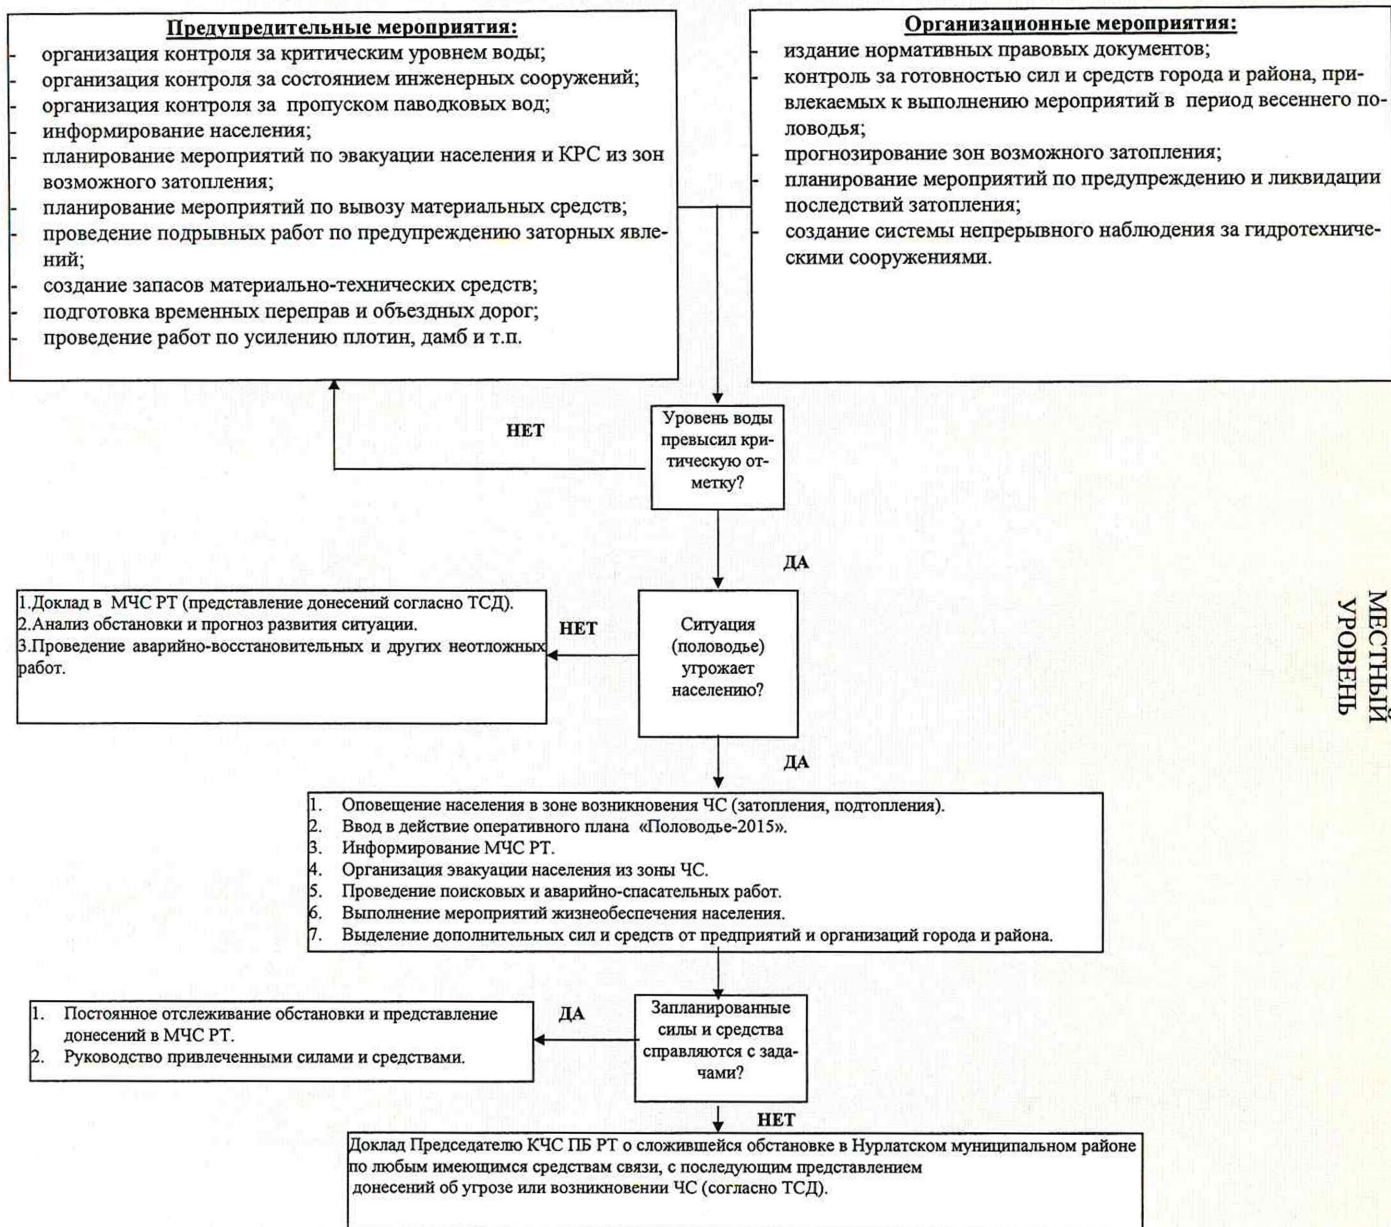 Предупредительные мероприятия:
- организация контроля за критическим уровнем воды;
- организация контроля за состоянием инженерных сооружений;
- организация контроля за пропуском паводковых вод;
- информирование населения;
- планирование мероприятий по эвакуации населения и КРС из зон
возможного затопления;
- планирование мероприятий по вывозу материальных средств;
- проведение подрывных работ по предупреждению заторных явле-
ний;
- создание запасов материально-технических средств;
- подготовка временных переправ и объездных дорог;
- проведение работ по усилению плотин, дамб и т.п.
Организационные мероприятия:
- издание нормативных правовых документов;
- контроль за готовностью сил и средств города и района, при-
влекаемых к выполнению мероприятий в период весеннего по-
ловодья;
- прогнозирование зон возможного затопления;
- планирование мероприятий по предупреждению и ликвидации
последствий затопления;
- создание системы непрерывного наблюдения за гидротехниче-
скими сооружениями.
НЕТ
Уровень воды
превысил кри-
тическую от-
метку?
ДА
1.Доклад в МЧС РТ (представление донесений согласно ТСД).
2.Анализ обстановки и прогноз развития ситуации.
3.Проведение аварийно-восстановительных и других неотложных
работ.
НЕТ
Ситуация
(половодье)
угрожает
населению?
МЕСТНЫЙ
УРОВЕНЬ
ДА
1. Оповещение населения в зоне возникновения ЧС (затопления, подтопления).
2. Ввод в действие оперативного плана «Половодье-2015».
3. Информирование МЧС РТ.
4. Организация эвакуации населения из зоны ЧС.
5. Проведение поисковых и аварийно-спасательных работ.
6. Выполнение мероприятий жизнеобеспечения населения.
7. Выделение дополнительных сил и средств от предприятий и организаций города и района.
1. Постоянное отслеживание обстановки и представление
донесений в МЧС РТ.
2. Руководство привлеченными силами и средствами.
ДА
Запланированные
силы и средства
справляются с зада-
чами?
НЕТ
Доклад Председателю КЧС ПБ РТ о сложившейся обстановке в Нурлатском муниципальном районе
по любым имеющимся средствам связи, с последующим представлением
донесений об угрозе или возникновении ЧС (согласно ТСД).